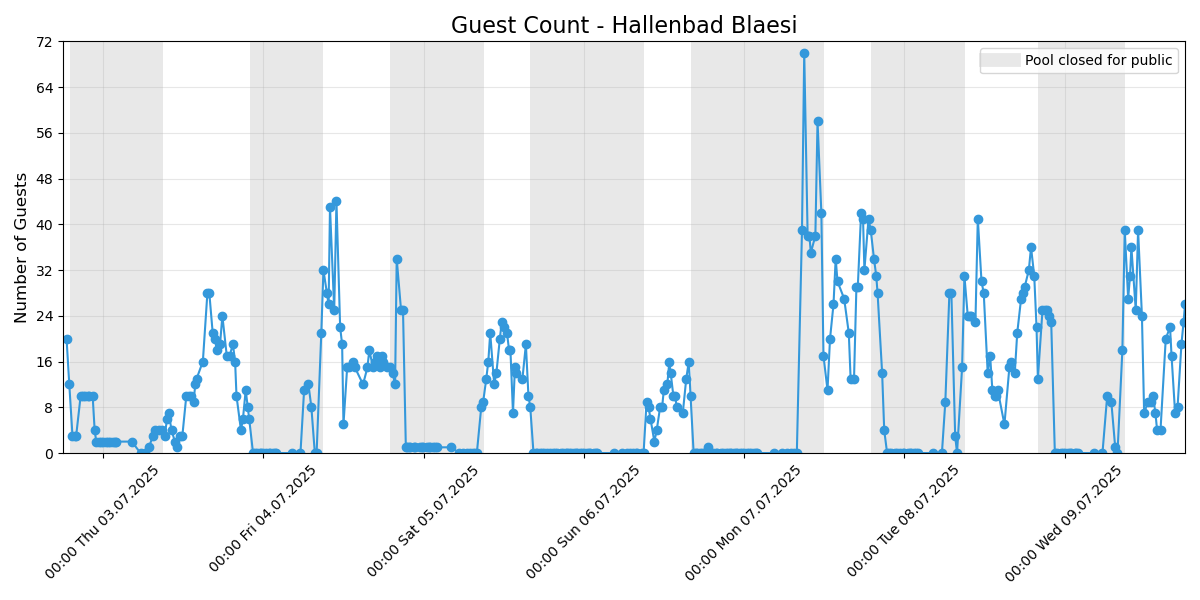 Guest Count - Hallenbad Blaesi
Pool closed for public
Number of Guests
72
64
56
48
40
32
24
16
8
0
00:00 Thu 03.07.2025
00:00 Fri 04.07.2025
00:00 Sat 05.07.2025
00:00 Sun 06.07.2025
00:00 Mon 07.07.2025
00:00 Tue 08.07.2025
00:00 Wed 09.07.2025